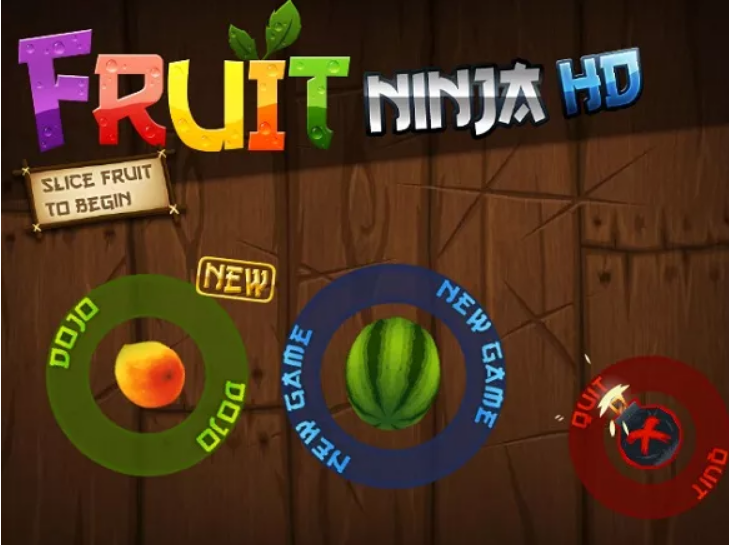 FRUIT NINJA HD
SLICE FRUIT
TO BEGIN
NEW
DOJO
DOJO
NEW GAME
NEW GAME
QUIT
QUIT